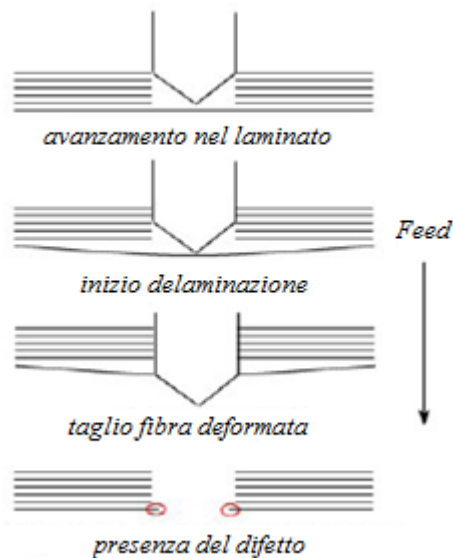 avanzamento nel laminato
Feed
inizio delaminazione
taglio fibra deformata
presenza del difetto